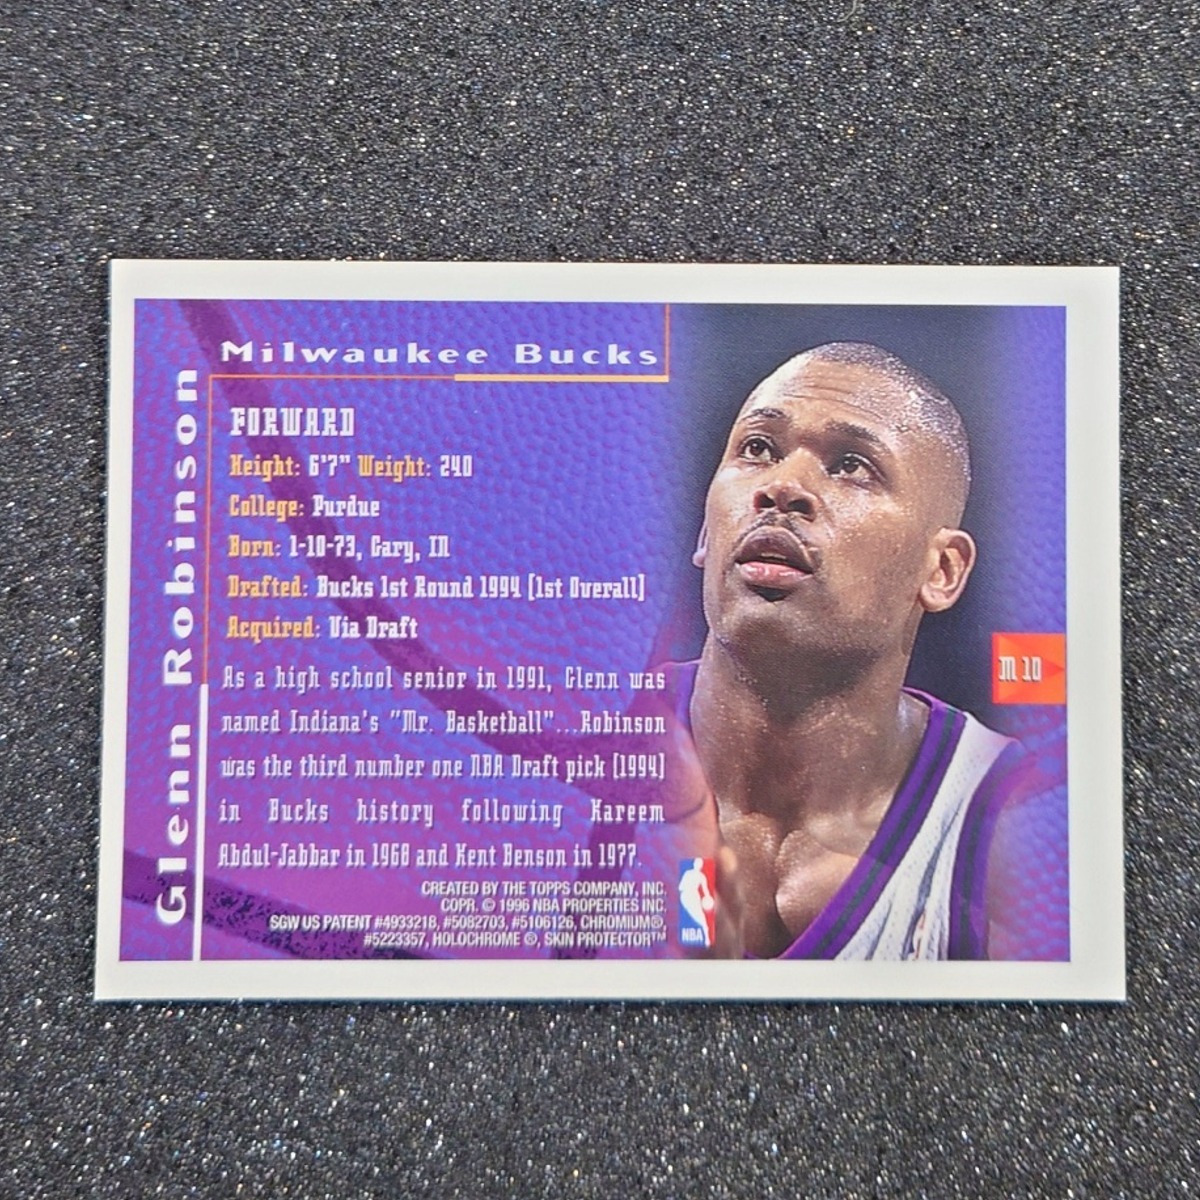 Milwaukee Bucks
Glenn Robinson
FORWARD
Height: 6'7" Weight: 240
College: Purdue
Born: 1-10-73, Gary, IN
Drafted: Bucks 1st Round 1994 (1st Overall)
Acquired: Via Draft
As a high school senior in 1991, Glenn was
named Indiana's "Mr. Basketball"...Robinson
was the third number one NBA Draft pick (1994)
in Bucks history following Kareem
Abdul-Jabbar in 1968 and Kent Benson in 1977.
M 10
CREATED BY THE TOPPS COMPANY, INC.
COPR. © 1996 NBA PROPERTIES INC.
SGW US PATENT #4933218, #5082703, #5106126, CHROMIUM®,
#5223357, HOLOCHROME ®, SKIN PROTECTOR™
NBA